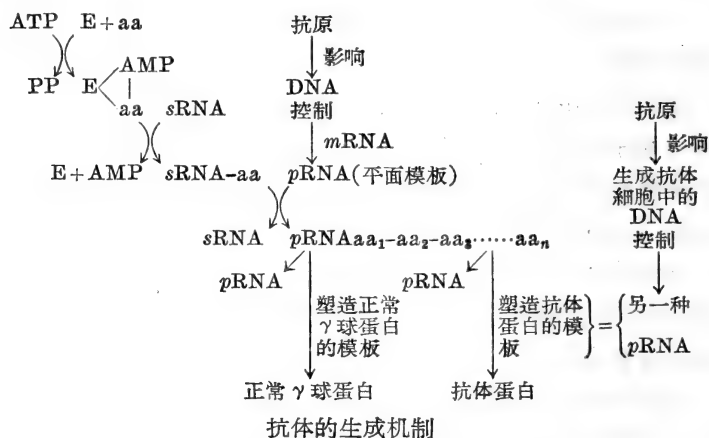 ATP E+aa
抗原
影响
PP E AMP
aa
DNA
控制
sRNA
mRNA
抗原
影响
E+AMP sRNA-aa pRNA(平面模板)
生成抗体
細胞中的
DNA
控制
sRNA pRNAaa₁-aa₂-aa₃……aaₙ
pRNA pRNA
塑造正常
γ球蛋白
的模板
塑造抗体
蛋白的模
板
=
另一种
pRNA
正常γ球蛋白 抗体蛋白
抗体的生成机制